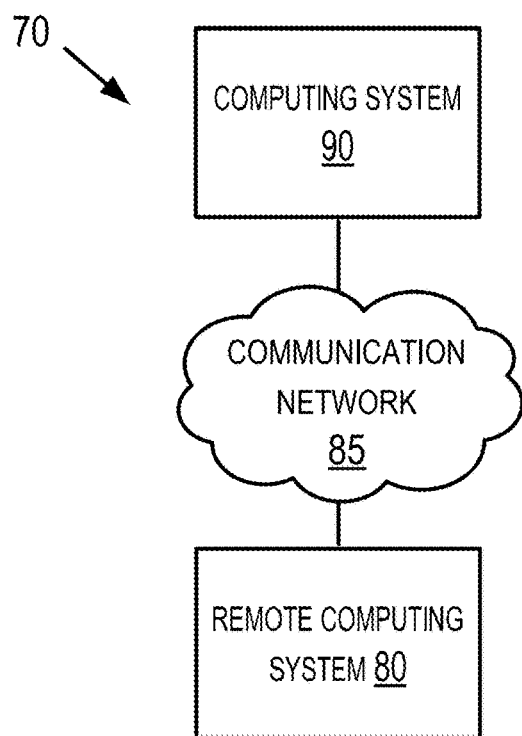 70
COMPUTING SYSTEM
90
COMMUNICATION
NETWORK
85
REMOTE COMPUTING
SYSTEM 80